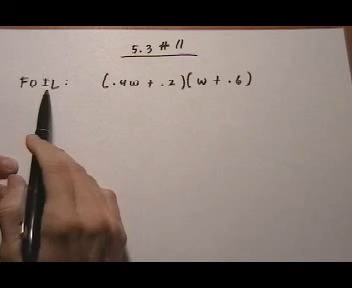 5.3 # 11
FOIL: (.4w + .2)(w + .6)